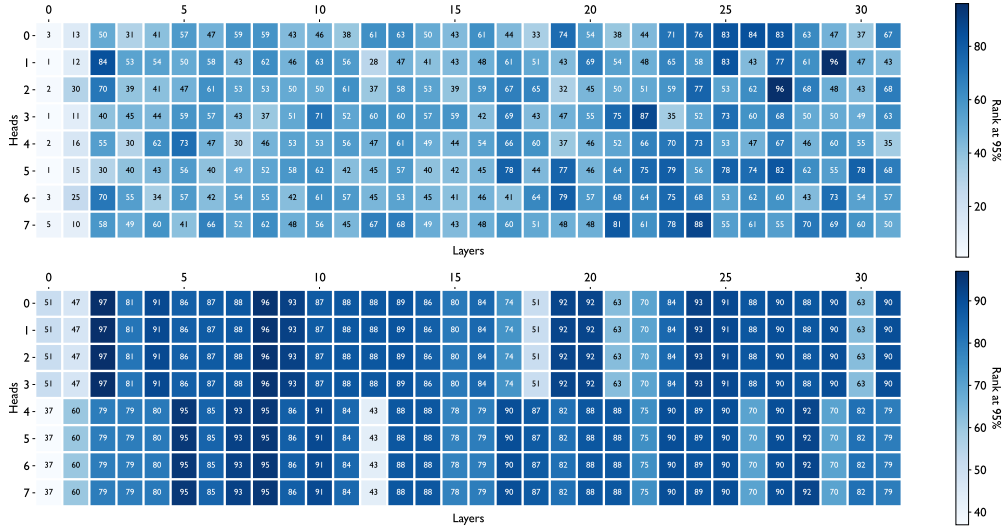 0 5 10 15 20 25 30
0 3 13 50 31 41 57 47 59 59 43 46 38 61 63 50 43 61 44 33 74 54 38 44 71 76 83 84 83 63 47 37 67
1 1 12 84 53 54 50 58 43 62 46 63 56 28 47 41 43 48 61 51 43 69 54 48 65 58 83 43 77 61 96 47 43
2 2 30 70 39 41 47 61 53 53 50 50 61 37 58 53 39 59 67 65 32 45 50 51 59 77 53 62 96 68 48 43 68
3 1 11 40 45 44 59 57 43 37 51 71 52 60 60 57 59 42 69 43 47 55 75 87 35 52 73 60 68 50 50 49 63
4 2 16 55 30 62 73 47 30 46 53 53 56 47 61 49 54 44 66 60 37 46 52 66 70 73 53 67 46 67 60 55 35
5 1 15 30 40 43 56 40 49 52 58 62 42 45 57 40 42 45 78 44 77 46 64 75 79 56 78 74 82 62 55 78 68
6 3 25 70 55 34 57 42 54 55 42 61 57 45 53 45 41 46 41 64 79 57 68 64 75 68 53 62 60 43 73 54 57
7 5 10 58 49 60 41 66 52 62 68 48 56 45 67 68 49 43 48 60 51 48 48 81 61 78 88 55 61 55 70 69 60 50
Heads
Layers
80
60
40
20
Rank at 95%
0 5 10 15 20 25 30
0 51 47 97 81 91 86 87 88 96 93 87 88 88 89 86 80 84 74 51 92 92 63 70 84 93 91 88 90 88 90 63 90
1 51 47 97 81 91 86 87 88 96 93 87 88 88 89 86 80 84 74 51 92 92 63 70 84 93 91 88 90 88 90 63 90
2 51 47 97 81 91 86 87 88 96 93 87 88 88 89 86 80 84 74 51 92 92 63 70 84 93 91 88 90 88 90 63 90
3 51 47 97 81 91 86 87 88 96 93 87 88 88 89 86 80 84 74 51 92 92 63 70 84 93 91 88 90 88 90 63 90
4 37 60 79 79 80 95 85 93 95 86 91 84 43 88 88 78 79 90 87 82 88 88 75 90 89 90 70 90 92 70 82 79
5 37 60 79 79 80 95 85 93 95 86 91 84 43 88 88 78 79 90 87 82 88 88 75 90 89 90 70 90 92 70 82 79
6 37 60 79 79 80 95 85 93 95 86 91 84 43 88 88 78 79 90 87 82 88 88 75 90 89 90 70 90 92 70 82 79
7 37 60 79 79 80 95 85 93 95 86 91 84 43 88 88 78 79 90 87 82 88 88 75 90 89 90 70 90 92 70 82 79
Heads
Layers
90
80
70
60
50
40
Rank at 95%